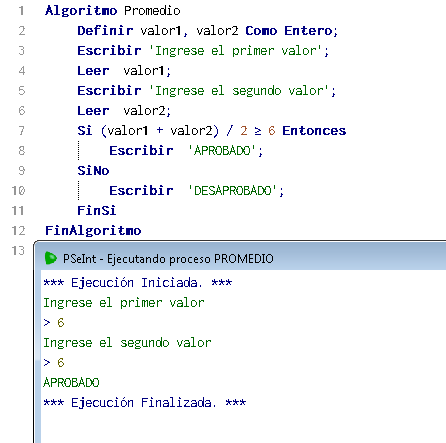 1 Algoritmo Promedio
2 Definir valor1, valor2 Como Entero;
3 Escribir 'Ingrese el primer valor';
4 Leer valor1;
5 Escribir 'Ingrese el segundo valor';
6 Leer valor2;
7 Si (valor1 + valor2) / 2 ≥ 6 Entonces
8 Escribir 'APROBADO';
9 SiNo
10 Escribir 'DESAPROBADO';
11 FinSi
12 FinAlgoritmo
13
PSeInt - Ejecutando proceso PROMEDIO
*** Ejecución Iniciada. ***
Ingrese el primer valor
> 6
Ingrese el segundo valor
> 6
APROBADO
*** Ejecución Finalizada. ***